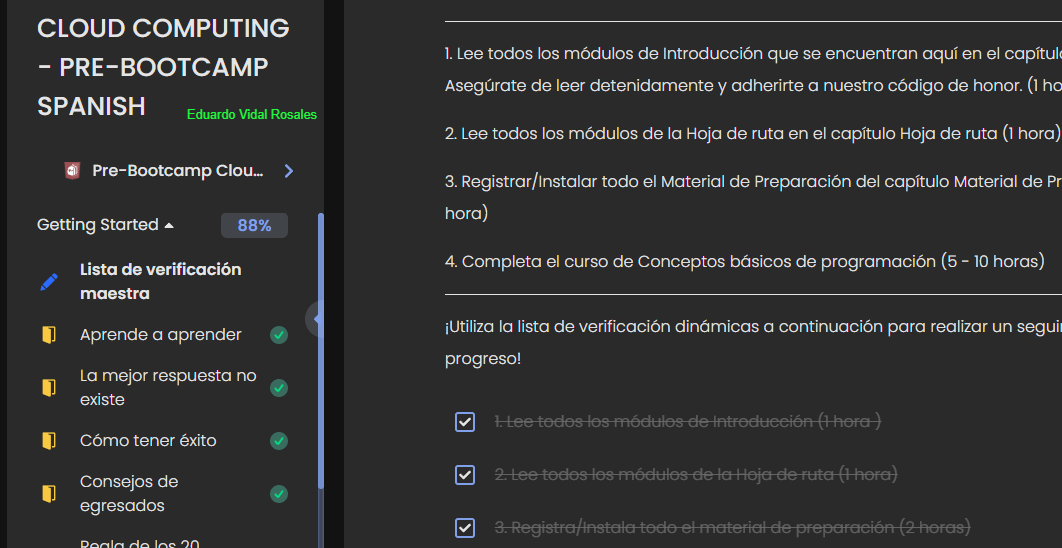 CLOUD COMPUTING
- PRE-BOOTCAMP
SPANISH
Eduardo Vidal Rosales
Pre-Bootcamp Clou...
Getting Started
88%
Lista de verificación
maestra
Aprende a aprender
La mejor respuesta no
existe
Cómo tener éxito
Consejos de
egresados
Regla de los 20
1. Lee todos los módulos de Introducción que se encuentran aquí en el
Asegúrate de leer detenidamente y adherirte a nuestro código de honor. (1
2. Lee todos los módulos de la Hoja de ruta en el capítulo Hoja de ruta (1 hora)
3. Registrar/Instalar todo el Material de Preparación del capítulo Material de
hora)
4. Completa el curso de Conceptos básicos de programación (5 - 10 horas)
¡Utiliza la lista de verificación dinámicas a continuación para realizar un
progreso!
1. Lee todos los módulos de Introducción (1 hora )
2. Lee todos los módulos de la Hoja de ruta (1 hora)
3. Registra/Instala todo el material de preparación (2 horas)